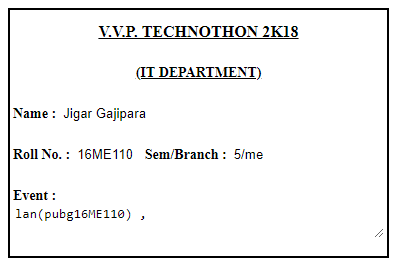 V.V.P. TECHNOTHON 2K18
(IT DEPARTMENT)
Name : Jigar Gajipara
Roll No. : 16ME110 Sem/Branch : 5/me
Event :
lan(pubg16ME110) ,